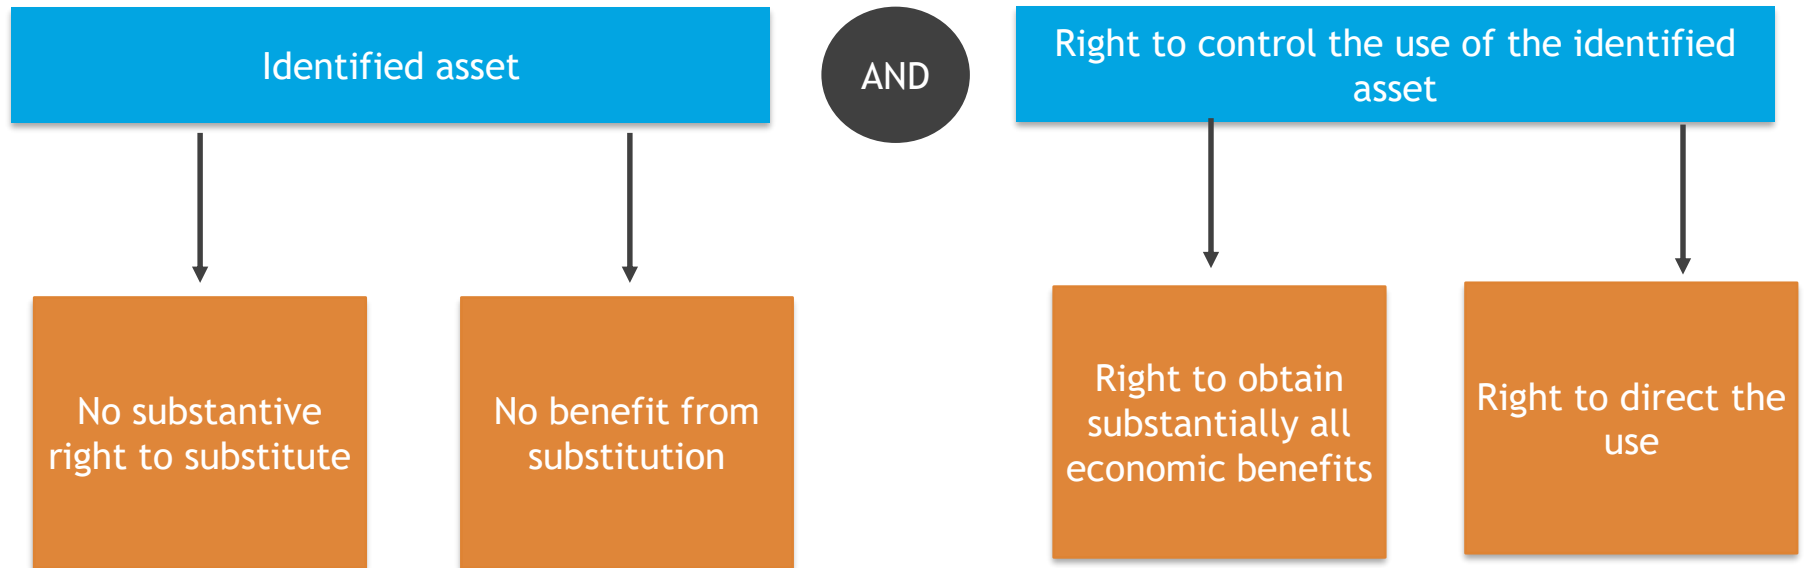 Identified asset
AND
Right to control the use of the identified
asset
No substantive
right to substitute
No benefit from
substitution
Right to obtain
substantially all
economic benefits
Right to direct the
use